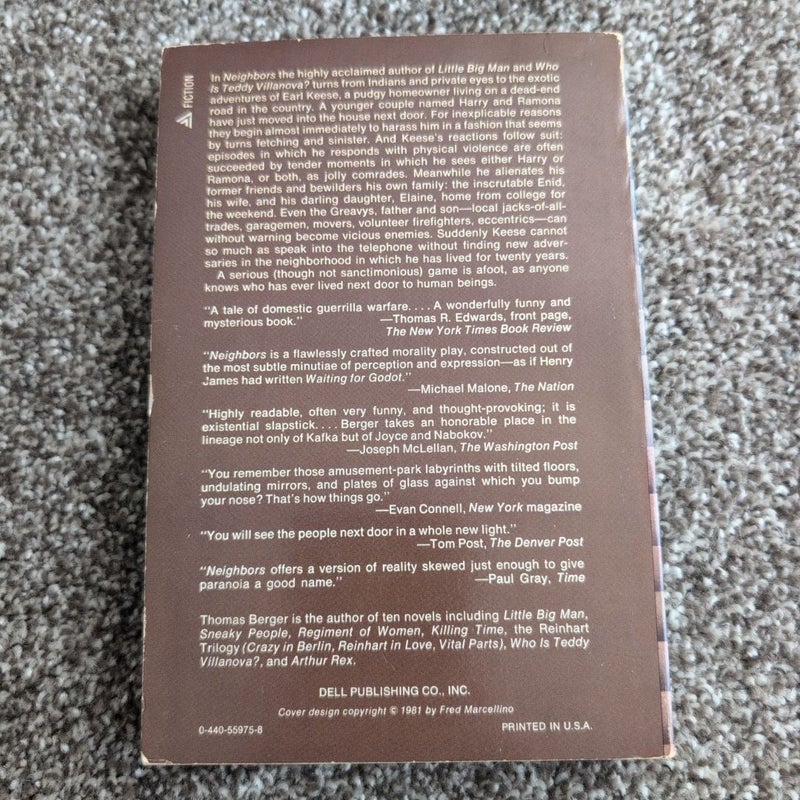 FICTION
In Neighbors the highly acclaimed author of Little Big Man and Who
Is Teddy Villanova? turns from Indians and private eyes to the exotic
adventures of Earl Keese, a pudgy homeowner living on a dead-end
road in the country. A younger couple named Harry and Ramona
have just moved into the house next door. For inexplicable reasons
they begin almost immediately to harass him in a fashion that seems
by turns fetching and sinister. And Keese's reactions follow suit:
episodes in which he responds with physical violence are often
succeeded by tender moments in which he sees either Harry or
Ramona, or both, as jolly comrades. Meanwhile he alienates his
former friends and bewilders his own family: the inscrutable Enid,
his wife, and his darling daughter, Elaine, home from college for
the weekend. Even the Greavys, father and son—local jacks-of-all-
trades, garagemen, movers, volunteer firefighters, eccentrics—can
without warning become vicious enemies. Suddenly Keese cannot
so much as speak into the telephone without finding new adver-
saries in the neighborhood in which he has lived for twenty years.
A serious (though not sanctimonious) game is afoot, as anyone
knows who has ever lived next door to human beings.
"A tale of domestic guerrilla warfare. . . . A wonderfully funny and
mysterious book." —Thomas R. Edwards, front page,
The New York Times Book Review
"Neighbors is a flawlessly crafted morality play, constructed out of
the most subtle minutiae of perception and expression—as if Henry
James had written Waiting for Godot."
—Michael Malone, The Nation
"Highly readable, often very funny, and thought-provoking; it is
existential slapstick. . . . Berger takes an honorable place in the
lineage not only of Kafka but of Joyce and Nabokov."
—Joseph McLellan, The Washington Post
"You remember those amusement-park labyrinths with tilted floors,
undulating mirrors, and plates of glass against which you bump
your nose? That's how things go."
—Evan Connell, New York magazine
"You will see the people next door in a whole new light."
—Tom Post, The Denver Post
"Neighbors offers a version of reality skewed just enough to give
paranoia a good name." —Paul Gray, Time
Thomas Berger is the author of ten novels including Little Big Man,
Sneaky People, Regiment of Women, Killing Time, the Reinhart
Trilogy (Crazy in Berlin, Reinhart in Love, Vital Parts), Who Is Teddy
Villanova?, and Arthur Rex.
DELL PUBLISHING CO., INC.
Cover design copyright © 1981 by Fred Marcellino
0-440-55975-8 PRINTED IN U.S.A.